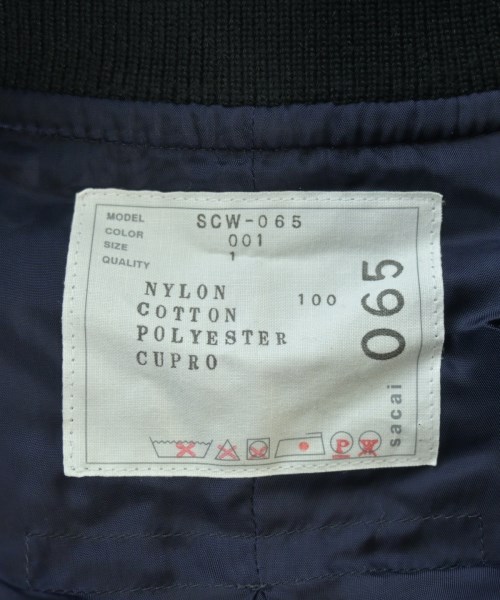 MODEL SCW-065
COLOR 001
SIZE 1
QUALITY
NYLON 100
COTTON
POLYESTER
CUPRO
065
sacai
P
W